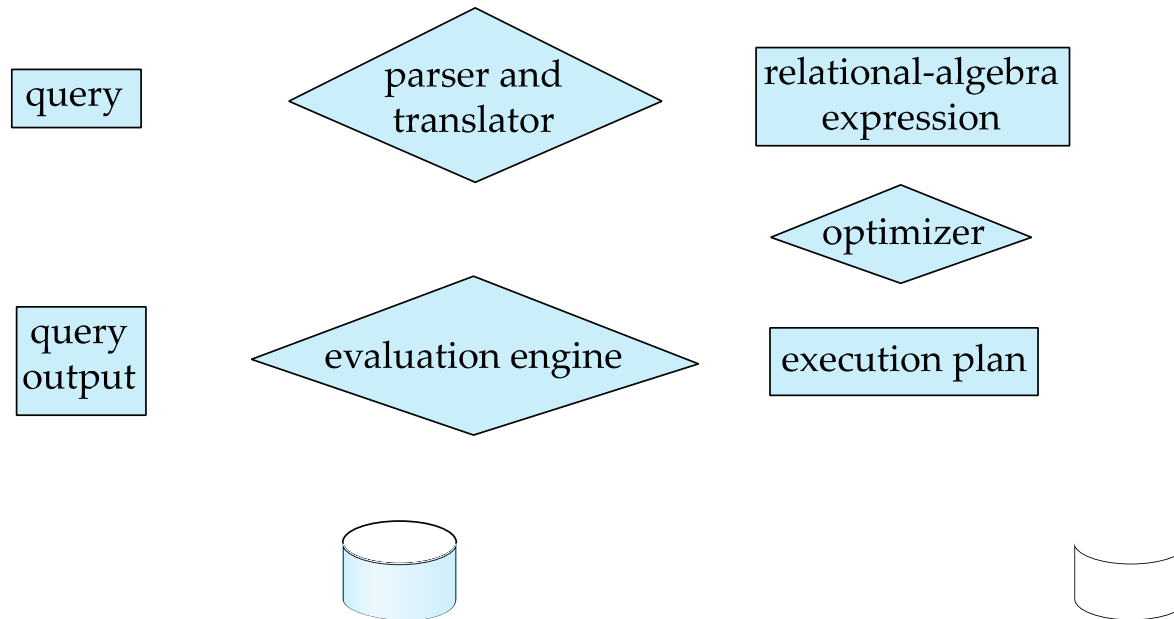 query
parser and
translator
relational-algebra
expression
optimizer
query
output
evaluation engine
execution plan